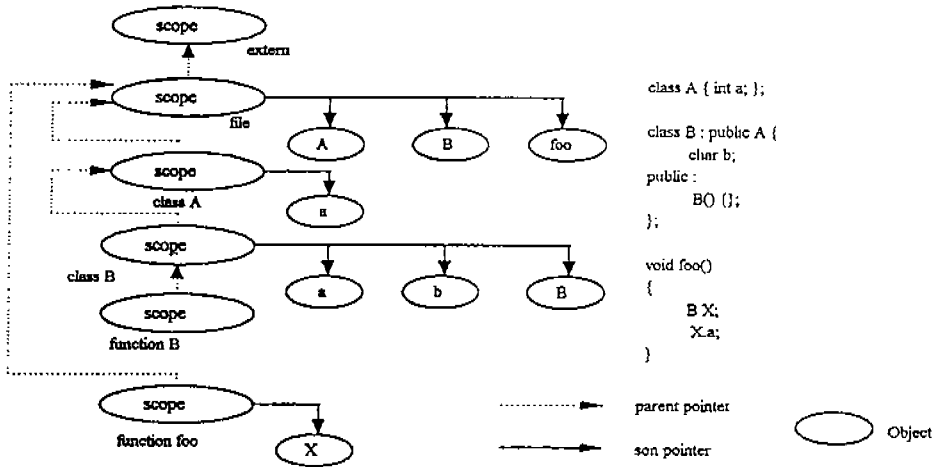 scope
extern
scope
file
A
B
foo
scope
class A
a
scope
class B
a
b
B
scope
function B
scope
function foo
X
class A { int a; };
class B : public A {
char b;
public :
B() {};
};
void foo()
{
B X;
X.a;
}
parent pointer
son pointer
Object